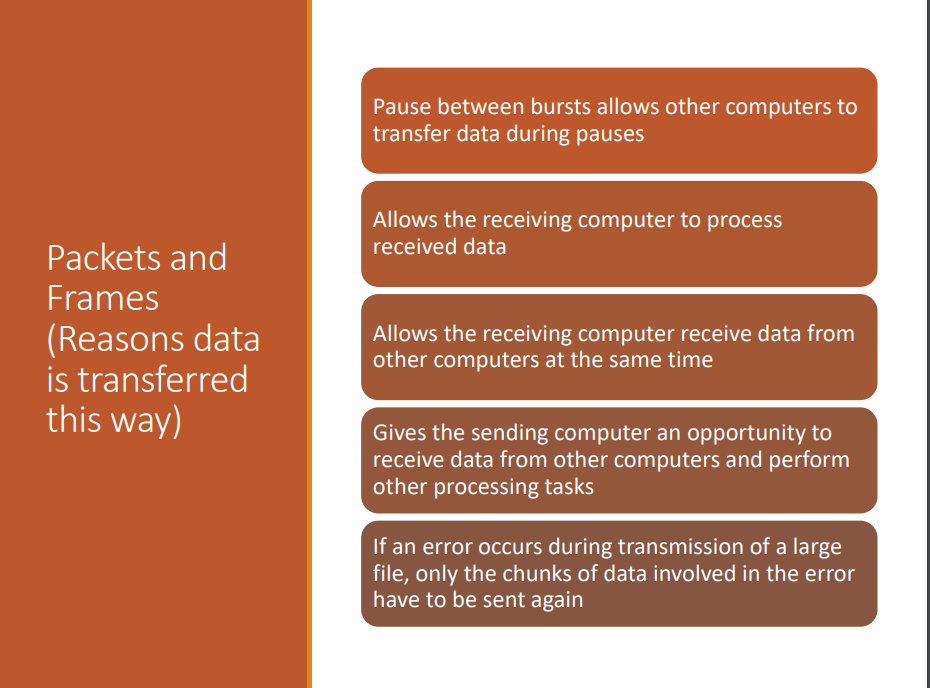 Packets and
Frames
(Reasons data
is transferred
this way)
Pause between bursts allows other computers to
transfer data during pauses
Allows the receiving computer to process
received data
Allows the receiving computer receive data from
other computers at the same time
Gives the sending computer an opportunity to
receive data from other computers and perform
other processing tasks
If an error occurs during transmission of a large
file, only the chunks of data involved in the error
have to be sent again